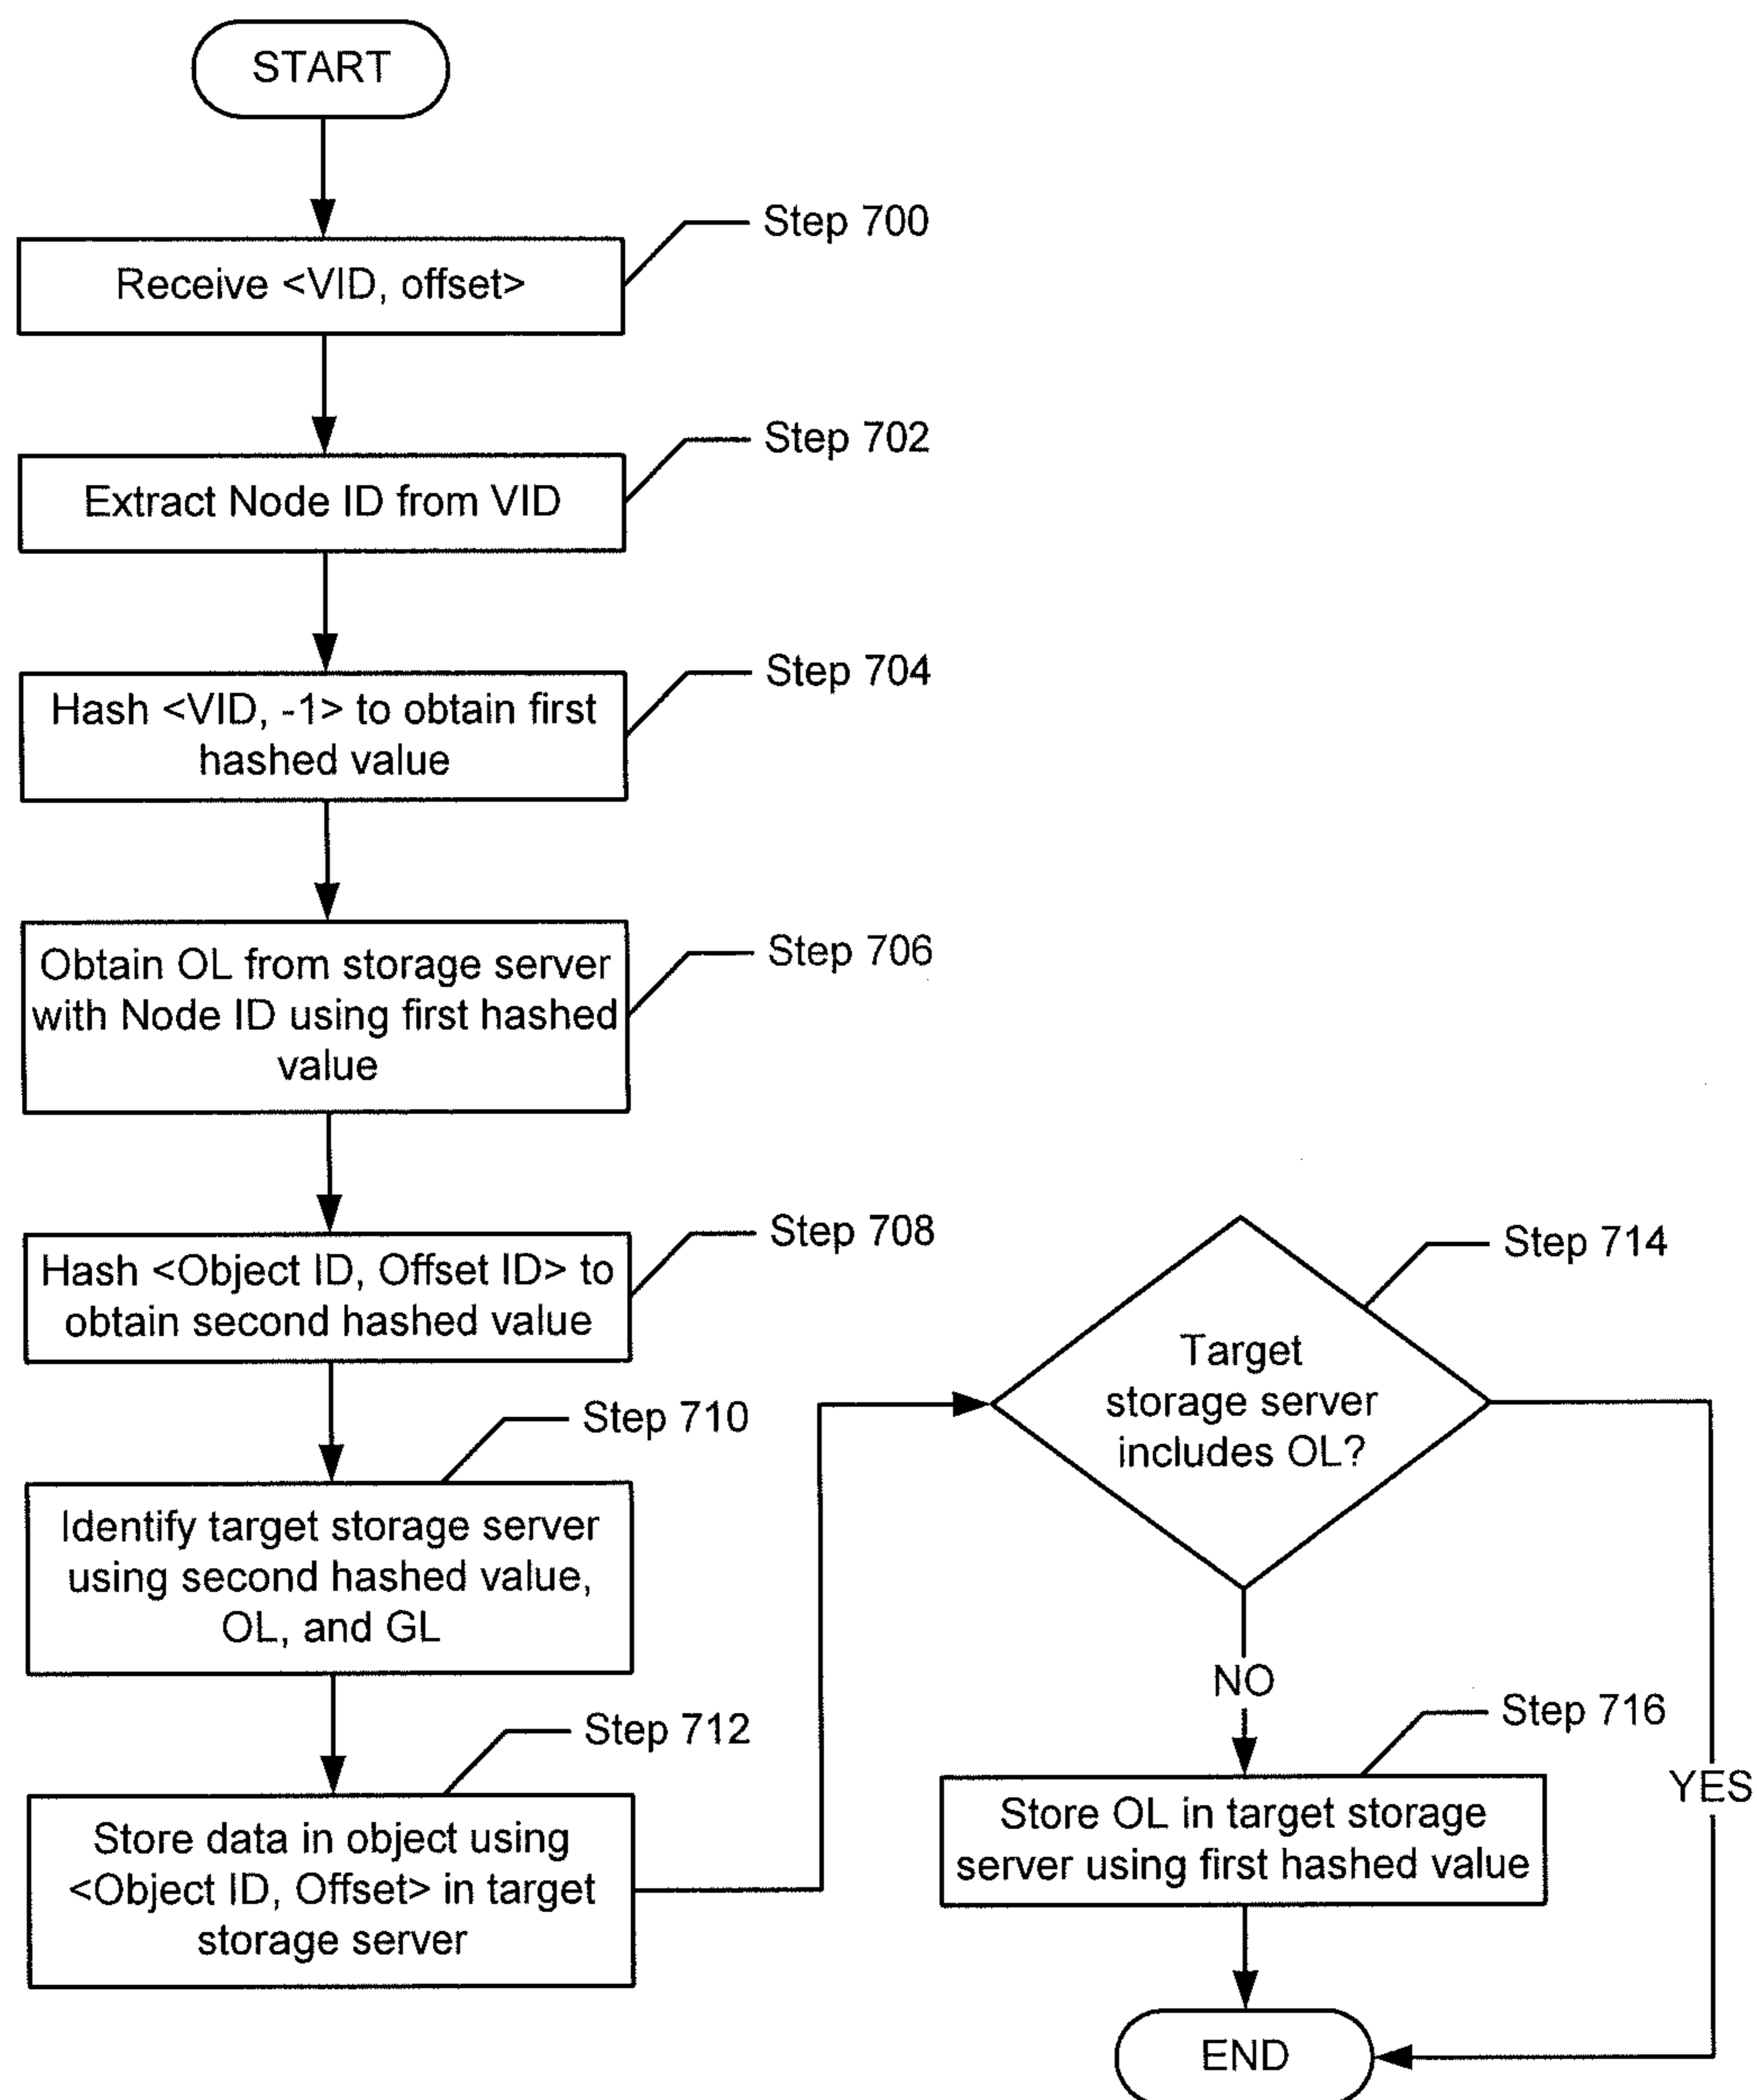 START
Step 700
Receive <VID, offset>
Step 702
Extract Node ID from VID
Step 704
Hash <VID, -1> to obtain first
hashed value
Step 706
Obtain OL from storage server
with Node ID using first hashed
value
Step 708
Hash <Object ID, Offset ID> to
obtain second hashed value
Step 710
Identify target storage server
using second hashed value,
OL, and GL
Step 712
Store data in object using
<Object ID, Offset> in target
storage server
Step 714
Target
storage server
includes OL?
NO
YES
Step 716
Store OL in target storage
server using first hashed value
END